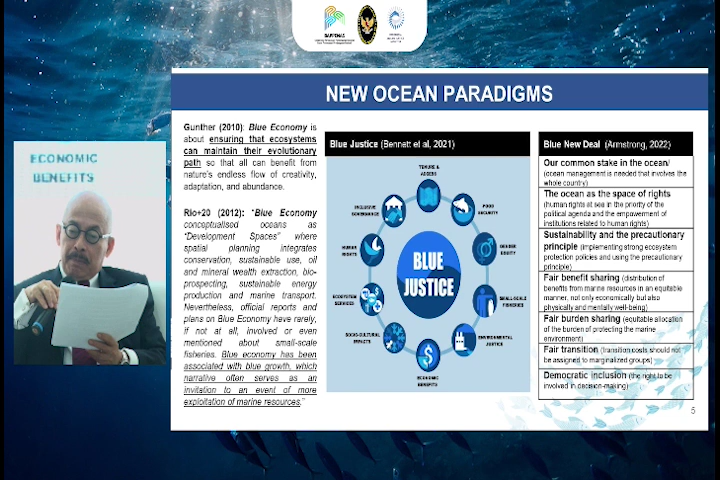 BAPPENAS
NEW OCEAN PARADIGMS
ECONOMIC
BENEFITS
Gunther (2010): Blue Economy is
about ensuring that ecosystems
can maintain their evolutionary
path so that all can benefit from
nature's endless flow of creativity,
adaptation, and abundance.
Rio+20 (2012): "Blue Economy
conceptualised oceans as
"Development Spaces" where
spatial planning integrates
conservation, sustainable use, oil
and mineral wealth extraction, bio-
prospecting, sustainable energy
production and marine transport.
Nevertheless, official reports and
plans on Blue Economy have rarely,
if not at all, involved or even
mentioned about small-scale
fisheries. Blue economy has been
associated with blue growth, which
narrative often serves as an
invitation to an event of more
exploitation of marine resources."
Blue Justice (Bennett et al, 2021)
TENURE &
ACCESS
FOOD
SECURITY
GENDER
EQUITY
SMALL-SCALE
FISHERIES
ENVIRONMENTAL
JUSTICE
ECONOMIC
BENEFITS
SOCIO-CULTURAL
IMPACTS
ECOSYSTEM
SERVICES
HUMAN
RIGHTS
INCLUSIVE
GOVERNANCE
BLUE
JUSTICE
Blue New Deal (Armstrong, 2022)
Our common stake in the ocean
(ocean management is needed that involves the
whole country)
The ocean as the space of rights
(human rights at sea in the priority of the
political agenda and the empowerment of
institutions related to human rights)
Sustainability and the precautionary
principle (implementing strong ecosystem
protection policies and using the precautionary
principle)
Fair benefit sharing (distribution of
benefits from marine resources in an equitable
manner, not only economically but also
physically and mentally well-being)
Fair burden sharing (equitable allocation
of the burden of protecting the marine
environment)
Fair transition (transition costs should not
be assigned to marginalized groups)
Democratic inclusion (the right to be
involved in decision-making)
5